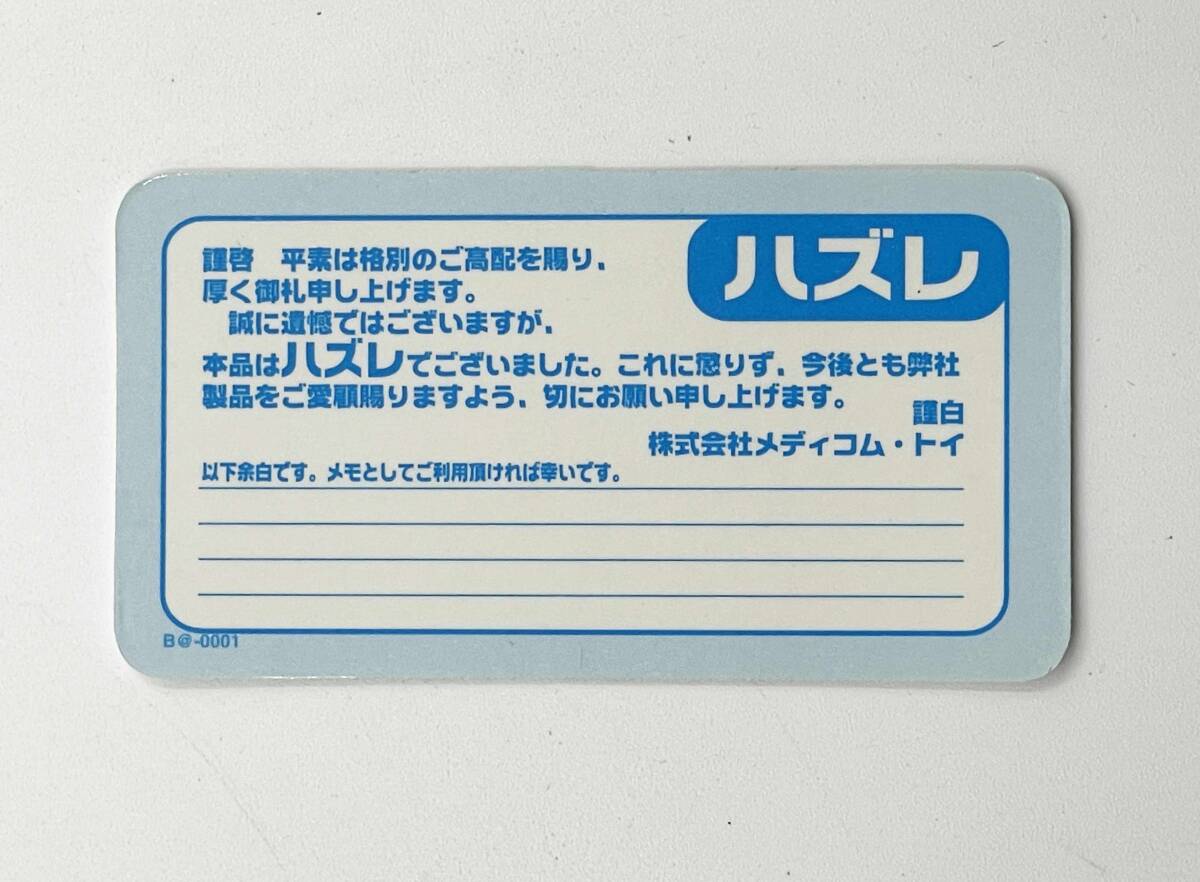 ハズレ
謹啓　平素は格別のご高配を賜り、
厚く御礼申し上げます。
　誠に遺憾ではございますが、
本品はハズレでございました。これに懲りず、今後とも弊社
製品をご愛顧賜りますよう、切にお願い申し上げます。
謹白
株式会社メディコム・トイ
以下余白です。メモとしてご利用頂ければ幸いです。
B@-0001